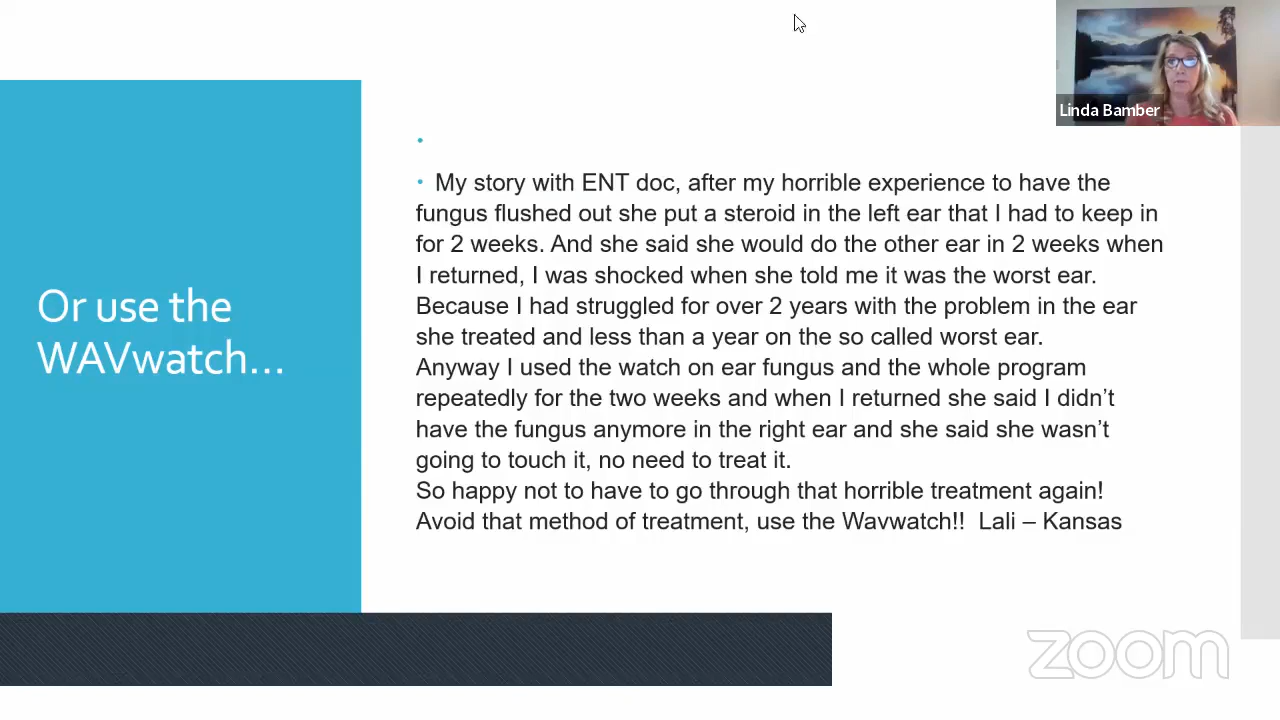 Linda Bamber
Or use the
WAVwatch...
My story with ENT doc, after my horrible experience to have the
fungus flushed out she put a steroid in the left ear that I had to keep in
for 2 weeks. And she said she would do the other ear in 2 weeks when
I returned, I was shocked when she told me it was the worst ear.
Because I had struggled for over 2 years with the problem in the ear
she treated and less than a year on the so called worst ear.
Anyway I used the watch on ear fungus and the whole program
repeatedly for the two weeks and when I returned she said I didn’t
have the fungus anymore in the right ear and she said she wasn’t
going to touch it, no need to treat it.
So happy not to have to go through that horrible treatment again!
Avoid that method of treatment, use the Wavwatch!!  Lali – Kansas
zoom